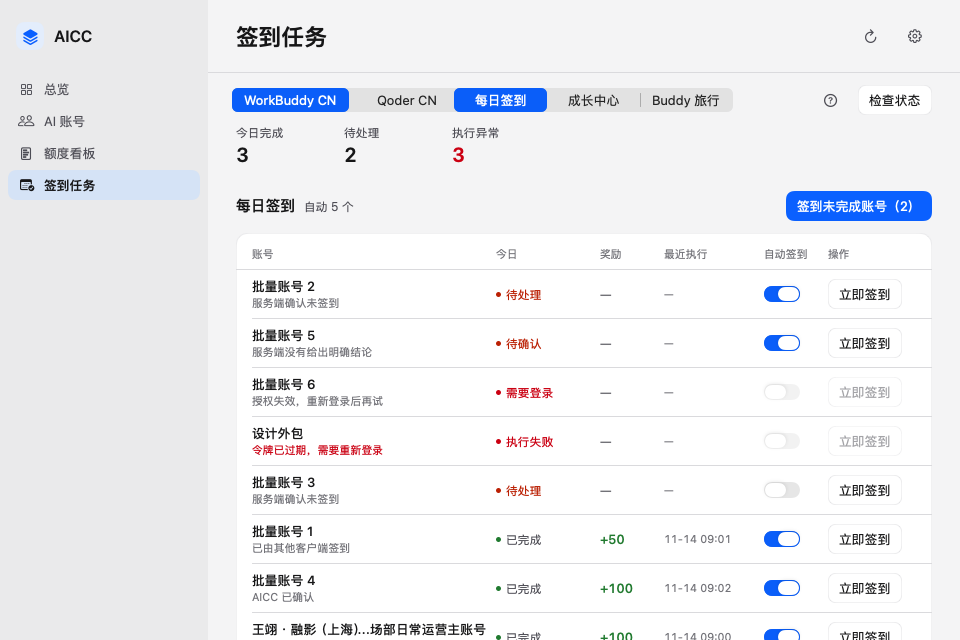 AICC
签到任务
总览
AI 账号
额度看板
签到任务
WorkBuddy CN
Qoder CN
每日签到
成长中心
Buddy 旅行
检查状态
今日完成
待处理
执行异常
3
2
3
每日签到 自动 5 个
签到未完成账号（2）
账号 今日 奖励 最近执行 自动签到 操作
批量账号 2
服务端确认未签到
待处理 — — 立即签到
批量账号 5
服务端没有给出明确结论
待确认 — — 立即签到
批量账号 6
授权失效，重新登录后再试
需要登录 — — 立即签到
设计外包
令牌已过期，需要重新登录
执行失败 — — 立即签到
批量账号 3
服务端确认未签到
待处理 — — 立即签到
批量账号 1
已由其他客户端签到
已完成 +50 11-14 09:01 立即签到
批量账号 4
AICC 已确认
已完成 +100 11-14 09:02 立即签到
王翊 · 融影（上海)...场部日常运营主账号
已完成 +100 11-14 09:00 立即签到